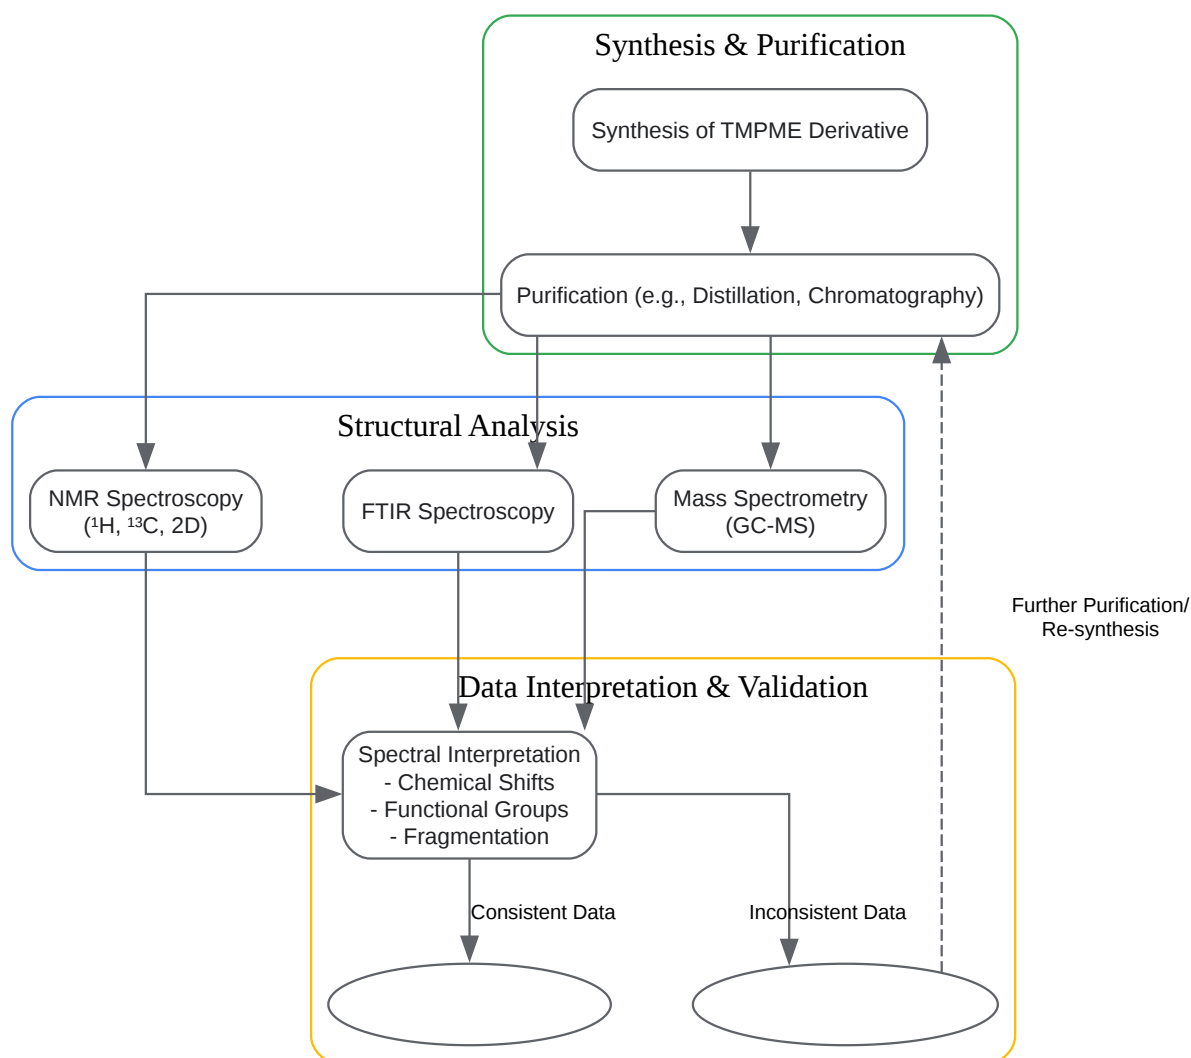 Synthesis & Purification
Synthesis of TMPME Derivative
Purification (e.g., Distillation, Chromatography)
Structural Analysis
NMR Spectroscopy
(¹H, ¹³C, 2D)
FTIR Spectroscopy
Mass Spectrometry
(GC-MS)
Further Purification/
Re-synthesis
Data Interpretation & Validation
Spectral Interpretation
- Chemical Shifts
- Functional Groups
- Fragmentation
Consistent Data
Inconsistent Data